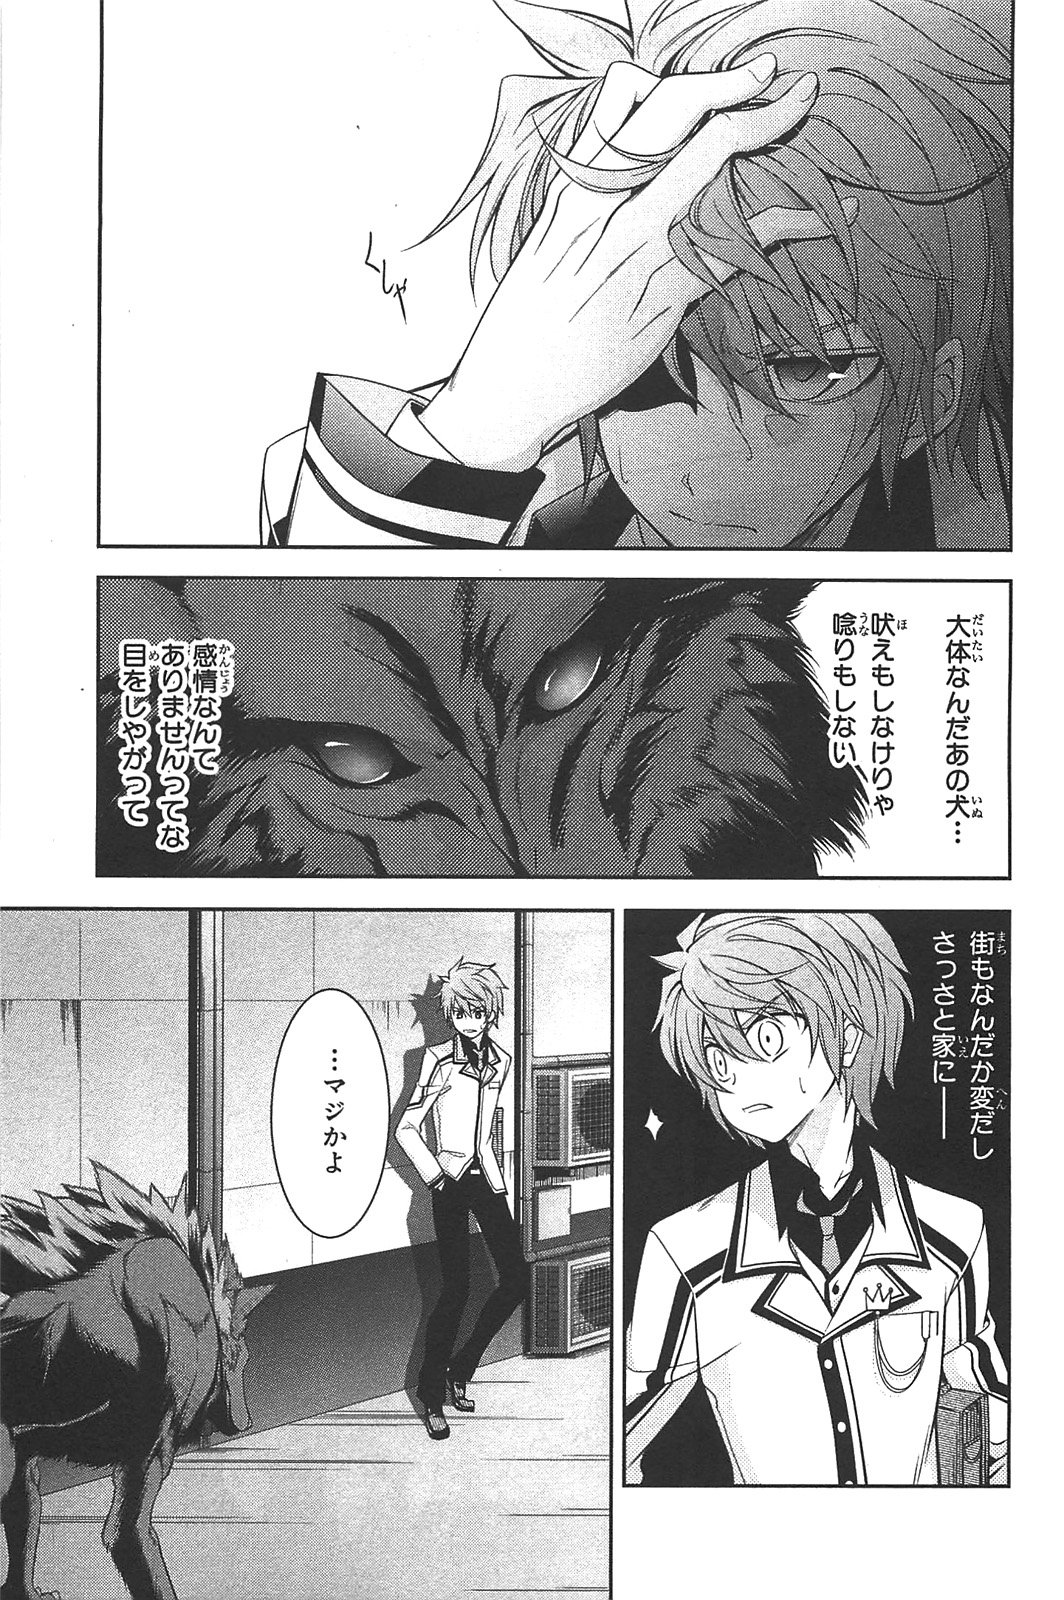 くしゃ
大体なんだあの犬…
吠えもしなけりゃ
唸りもしない
感情なんて
ありませんってな
目をしやがって
街もなんだか変だし
さっさと家に――
…マジかよ